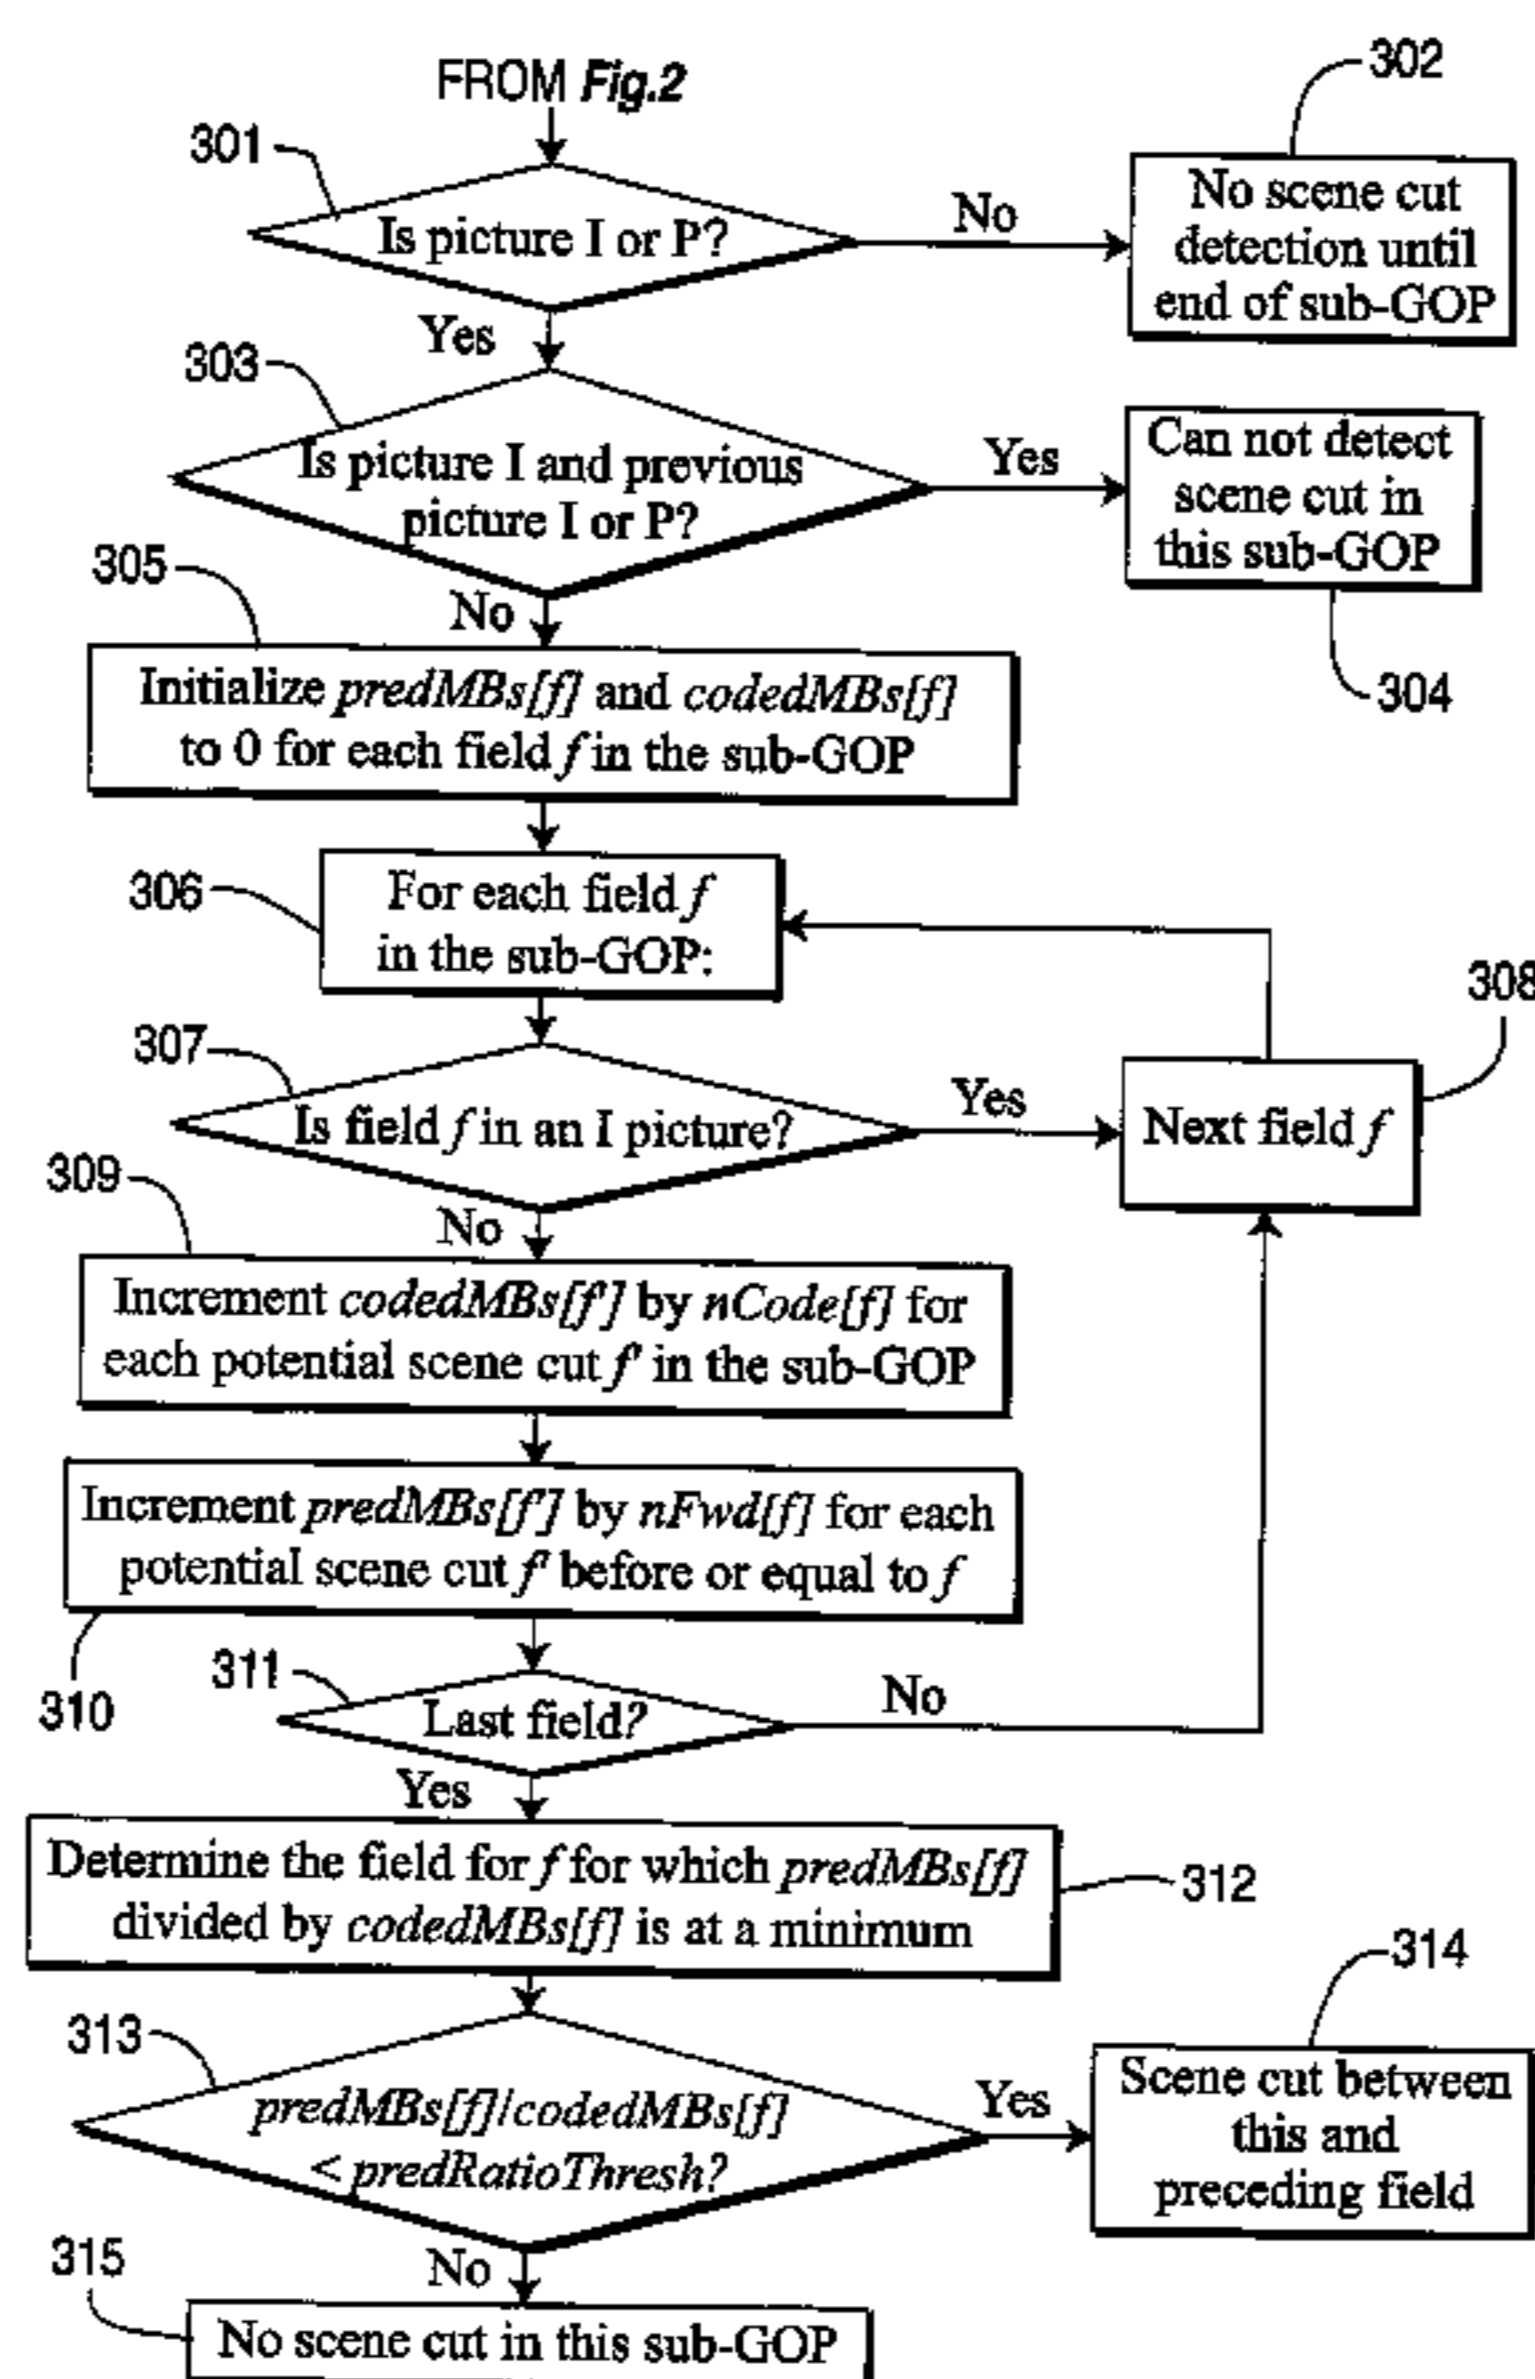 FROM Fig.2
301
302
Is picture I or P?
No
No scene cut
detection until
end of sub-GOP
Yes
303
Is picture I and previous
picture I or P?
Yes
Can not detect
scene cut in
this sub-GOP
304
305
No
Initialize predMBs[f] and codedMBs[f]
to 0 for each field f in the sub-GOP
306
For each field f
in the sub-GOP:
307
308
Is field f in an I picture?
Yes
Next field f
309
No
Increment codedMBs[f'] by nCode[f] for
each potential scene cut f' in the sub-GOP
Increment predMBs[f'] by nFwd[f] for each
potential scene cut f' before or equal to f
310
311
Last field?
No
Yes
Determine the field for f for which predMBs[f]
divided by codedMBs[f] is at a minimum
312
313
314
predMBs[f]/codedMBs[f]
< predRatioThresh?
Yes
Scene cut between
this and
preceding field
315
No
No scene cut in this sub-GOP